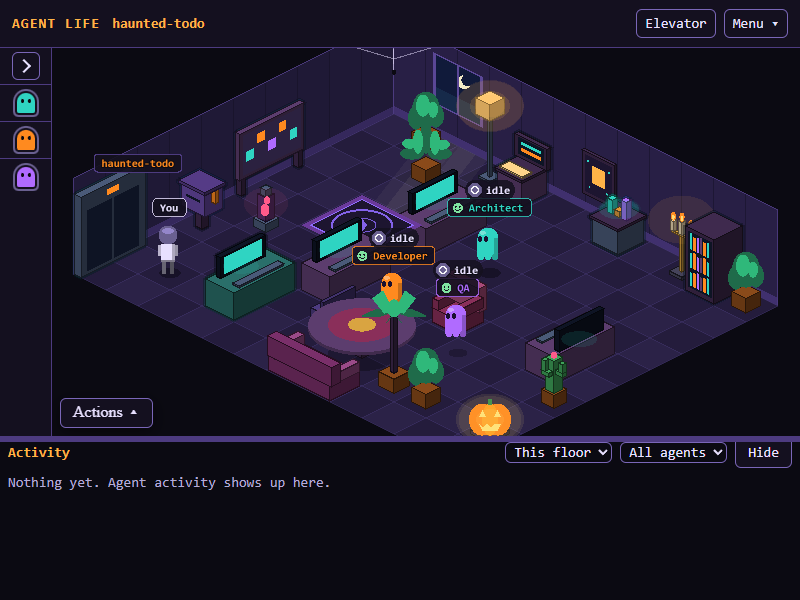 AGENT LIFE haunted-todo
Elevator
Menu ▾
haunted-todo
You
idle
Architect
idle
Developer
idle
QA
Actions ▴
Activity
This floor
All agents
Hide
Nothing yet. Agent activity shows up here.